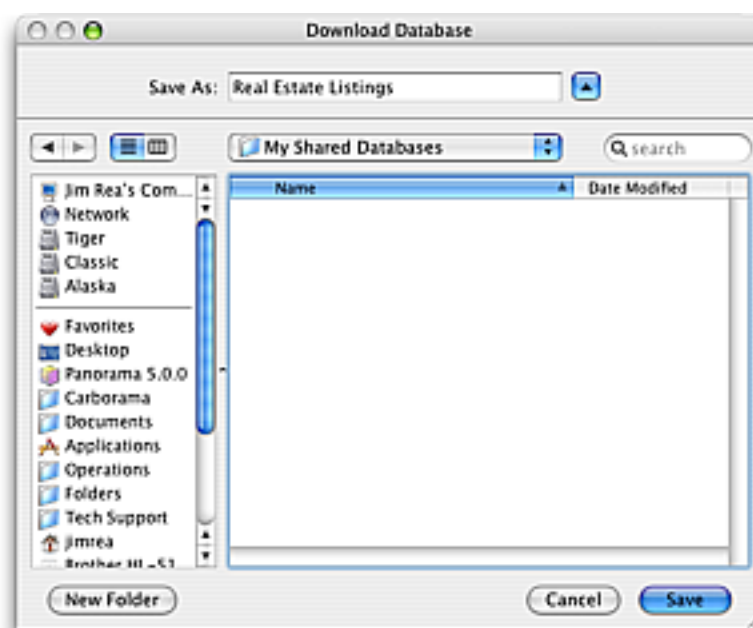 Download Database
Save As: Real Estate Listings
My Shared Databases
search
Jim Rea's Com...
Network
Tiger
Classic
Alaska
Favorites
Desktop
Panorama 5.0.0
Carborama
Documents
Applications
Operations
Folders
Tech Support
jimrea
Name
Date Modified
New Folder
Cancel
Save